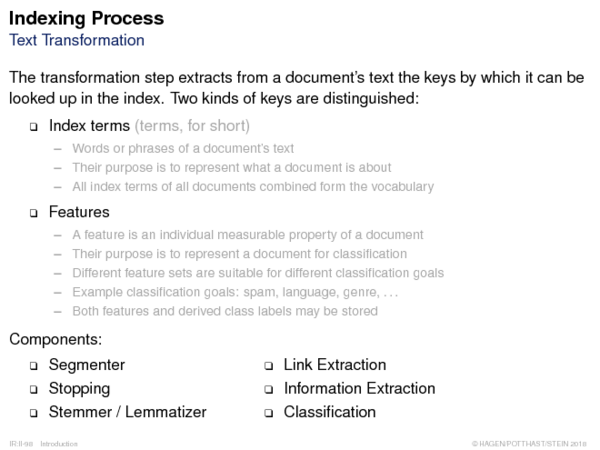 Indexing Process
Text Transformation
The transformation step extracts from a document's text the keys by which it can be
looked up in the index. Two kinds of keys are distinguished:
❑ Index terms (terms, for short)
– Words or phrases of a document's text
– Their purpose is to represent what a document is about
– All index terms of all documents combined form the vocabulary
❑ Features
– A feature is an individual measurable property of a document
– Their purpose is to represent a document for classification
– Different feature sets are suitable for different classification goals
– Example classification goals: spam, language, genre, ...
– Both features and derived class labels may be stored
Components:
❑ Segmenter
❑ Stopping
❑ Stemmer / Lemmatizer
❑ Link Extraction
❑ Information Extraction
❑ Classification
IR:II-98 Introduction
© HAGEN/POTTHAST/STEIN 2018